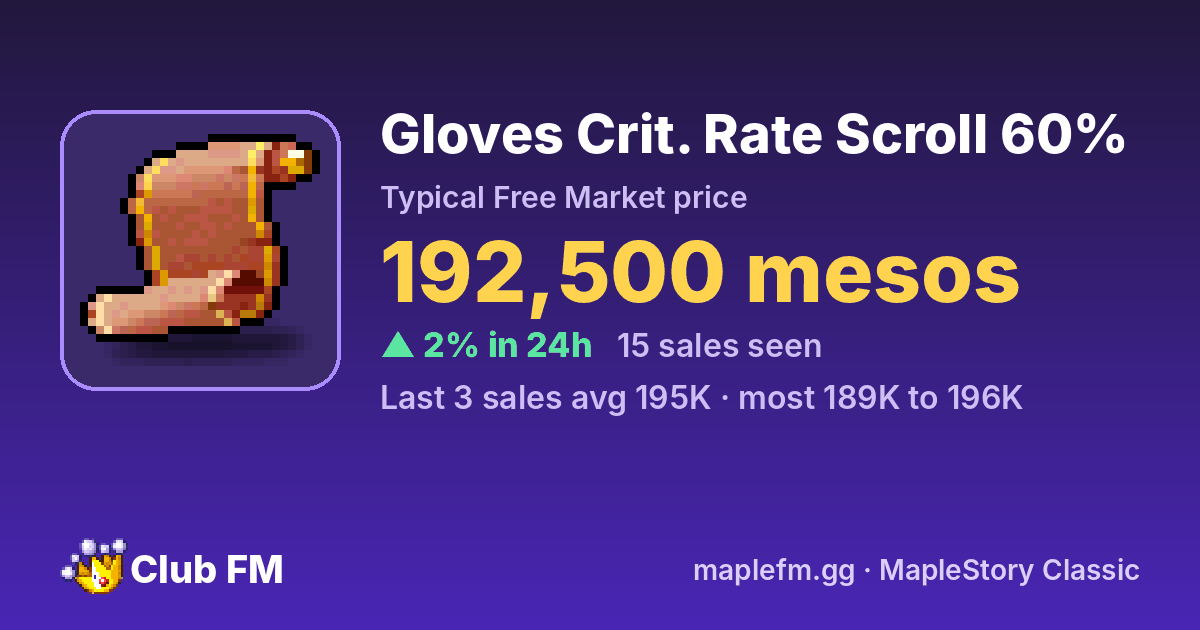 Gloves Crit. Rate Scroll 60%
Typical Free Market price
192,500 mesos
▲ 2% in 24h 15 sales seen
Last 3 sales avg 195K · most 189K to 196K
Club FM
maplefm.gg · MapleStory Classic